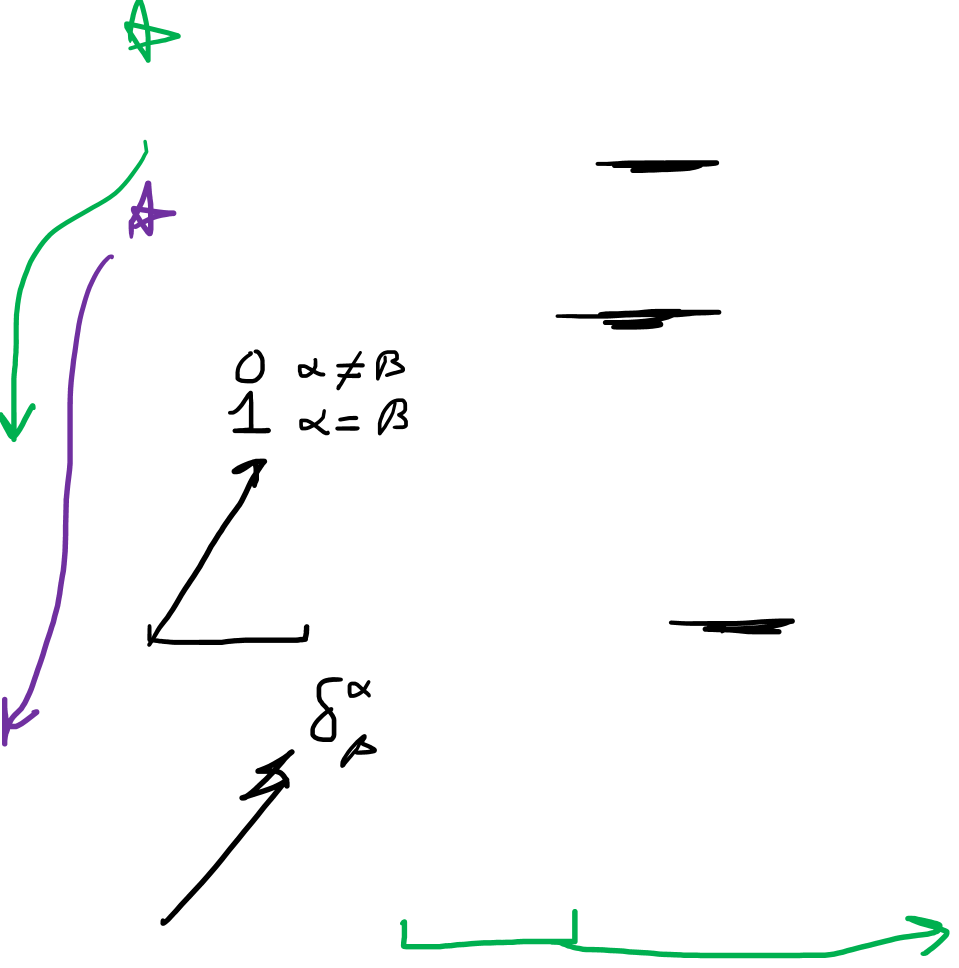 0 α ≠ β
1 α = β
δ^α_β